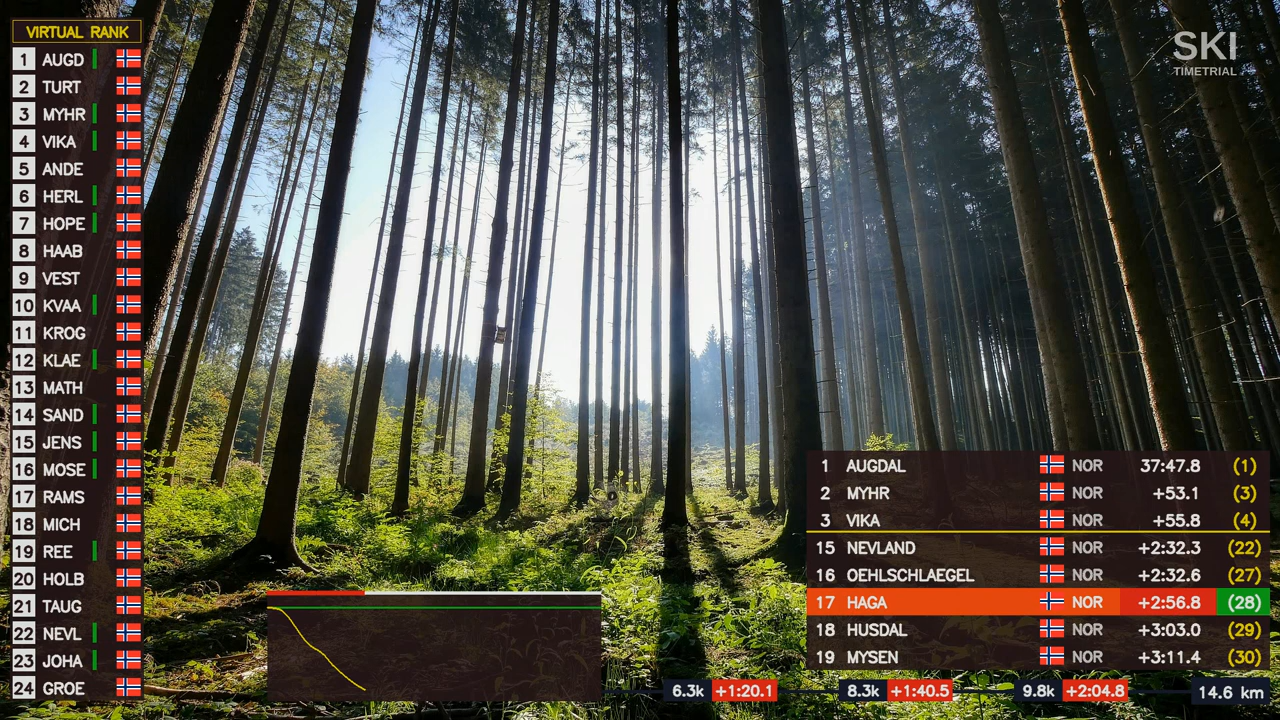 VIRTUAL RANK
1 AUGD
2 TURT
3 MYHR
4 VIKA
5 ANDE
6 HERL
7 HOPE
8 HAAB
9 VEST
10 KVAA
11 KROG
12 KLAE
13 MATH
14 SAND
15 JENS
16 MOSE
17 RAMS
18 MICH
19 REE
20 HOLB
21 TAUG
22 NEVL
23 JOHA
24 GROE
SKI
TIMETRIAL
1 AUGDAL NOR 37:47.8 (1)
2 MYHR NOR +53.1 (3)
3 VIKA NOR +55.8 (4)
15 NEVLAND NOR +2:32.3 (22)
16 OEHLSCHLAEGEL NOR +2:32.6 (27)
17 HAGA NOR +2:56.8 (28)
18 HUSDAL NOR +3:03.0 (29)
19 MYSEN NOR +3:11.4 (30)
6.3k +1:20.1 8.3k +1:40.5 9.8k +2:04.8 14.6 km